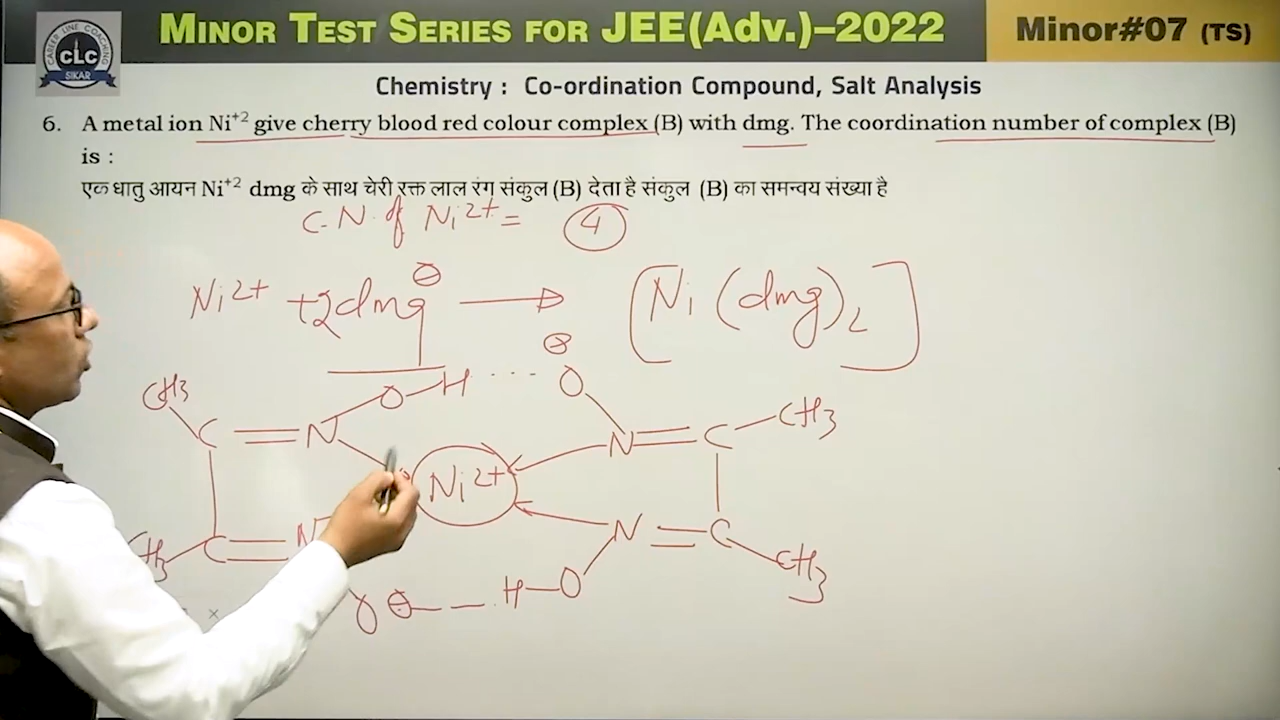 MINOR TEST SERIES FOR JEE(Adv.)–2022
Minor#07 (TS)
CAREER LINE COACHING
CLC
SIKAR
Chemistry : Co-ordination Compound, Salt Analysis
6. A metal ion Ni⁺² give cherry blood red colour complex (B) with dmg. The coordination number of complex (B)
is :
एक धातु आयन Ni⁺² dmg के साथ चेरी रक्त लाल रंग संकुल (B) देता है संकुल (B) का समन्वय संख्या है
C.N. of Ni2+ = 4
Ni2+ +2dmg⊖ → [Ni(dmg)2]
CH3 O–H ··· O ⊖
C=N N=C CH3
Ni2+
CH3 C=N N=C CH3
O ⊖ – – – H–O